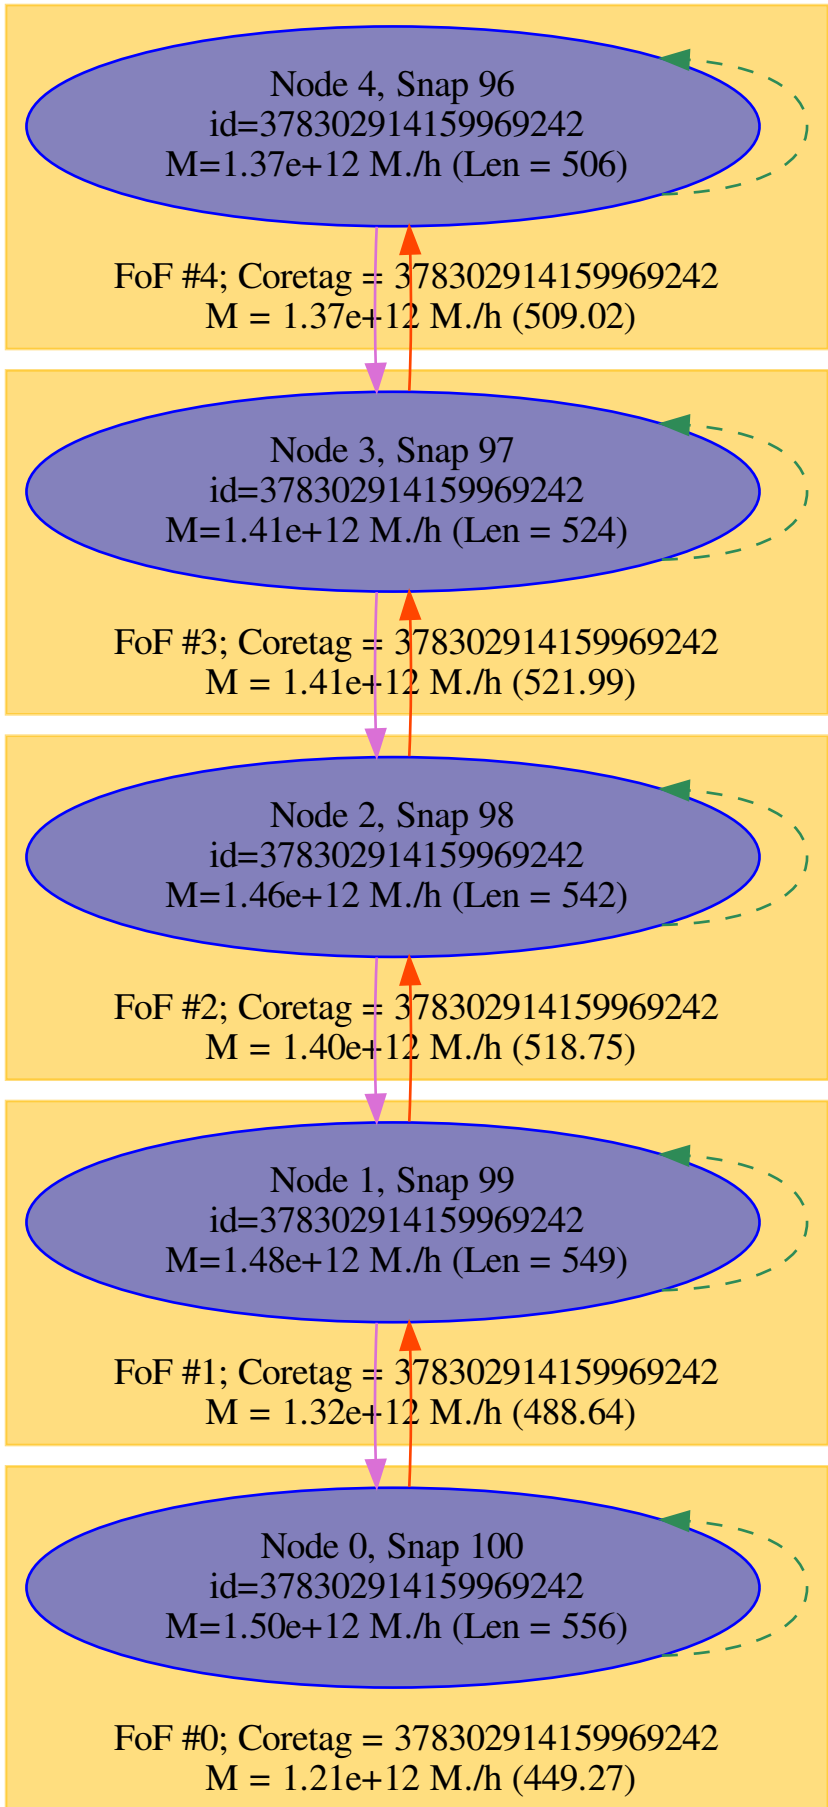 Node 4, Snap 96
id=378302914159969242
M=1.37e+12 M./h (Len = 506)
FoF #4; Coretag = 378302914159969242
M = 1.37e+12 M./h (509.02)
Node 3, Snap 97
id=378302914159969242
M=1.41e+12 M./h (Len = 524)
FoF #3; Coretag = 378302914159969242
M = 1.41e+12 M./h (521.99)
Node 2, Snap 98
id=378302914159969242
M=1.46e+12 M./h (Len = 542)
FoF #2; Coretag = 378302914159969242
M = 1.40e+12 M./h (518.75)
Node 1, Snap 99
id=378302914159969242
M=1.48e+12 M./h (Len = 549)
FoF #1; Coretag = 378302914159969242
M = 1.32e+12 M./h (488.64)
Node 0, Snap 100
id=378302914159969242
M=1.50e+12 M./h (Len = 556)
FoF #0; Coretag = 378302914159969242
M = 1.21e+12 M./h (449.27)